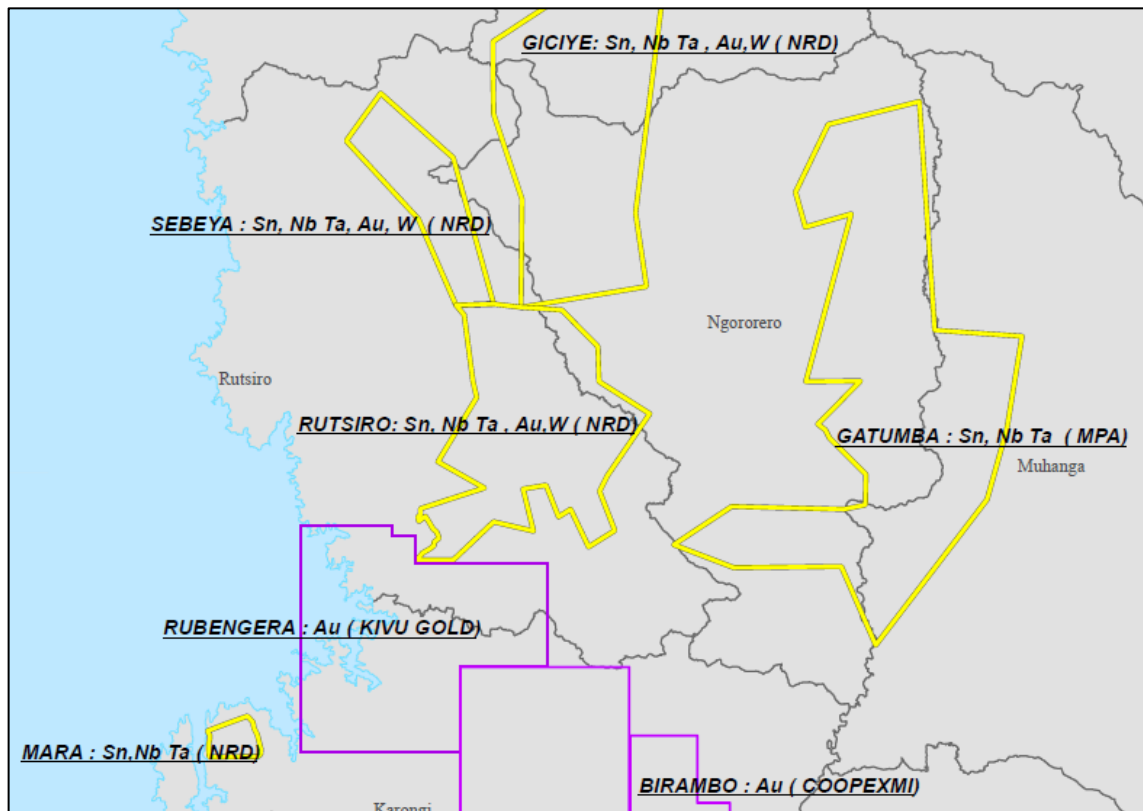 GICIYE: Sn, Nb Ta , Au,W ( NRD)
SEBEYA : Sn, Nb Ta, Au, W ( NRD)
Ngororero
Rutsiro
RUTSIRO: Sn, Nb Ta , Au,W ( NRD)
GATUMBA : Sn, Nb Ta ( MPA)
Muhanga
RUBENGERA : Au ( KIVU GOLD)
MARA : Sn,Nb Ta ( NRD)
BIRAMBO : Au ( COOPEXMI)
Karongi